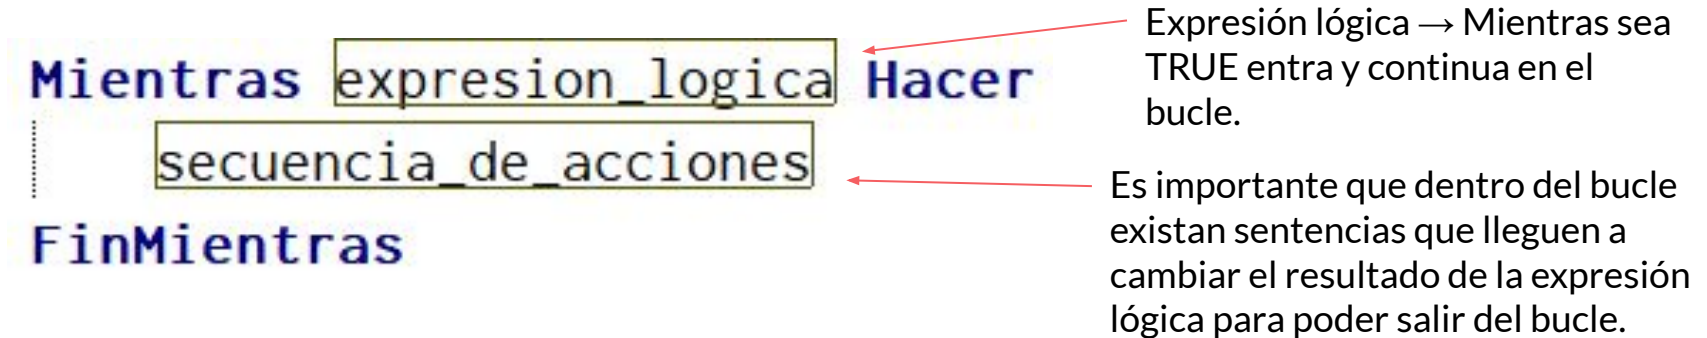 Mientras expresion_logica Hacer
secuencia_de_acciones
FinMientras
Expresión lógica → Mientras sea
TRUE entra y continua en el
bucle.
Es importante que dentro del bucle
existan sentencias que lleguen a
cambiar el resultado de la expresión
lógica para poder salir del bucle.